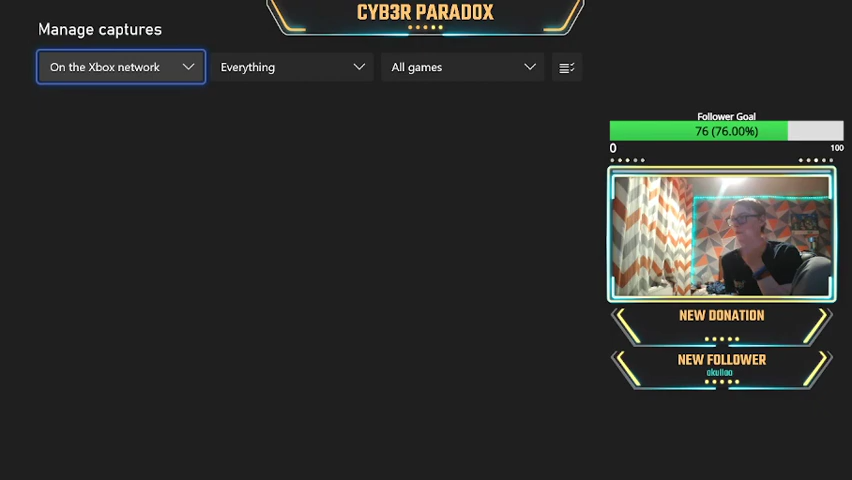 CYB3R PARADOX
Manage captures
On the Xbox network
Everything
All games
Follower Goal
76 (76.00%)
0
100
NEW DONATION
NEW FOLLOWER
akuliao